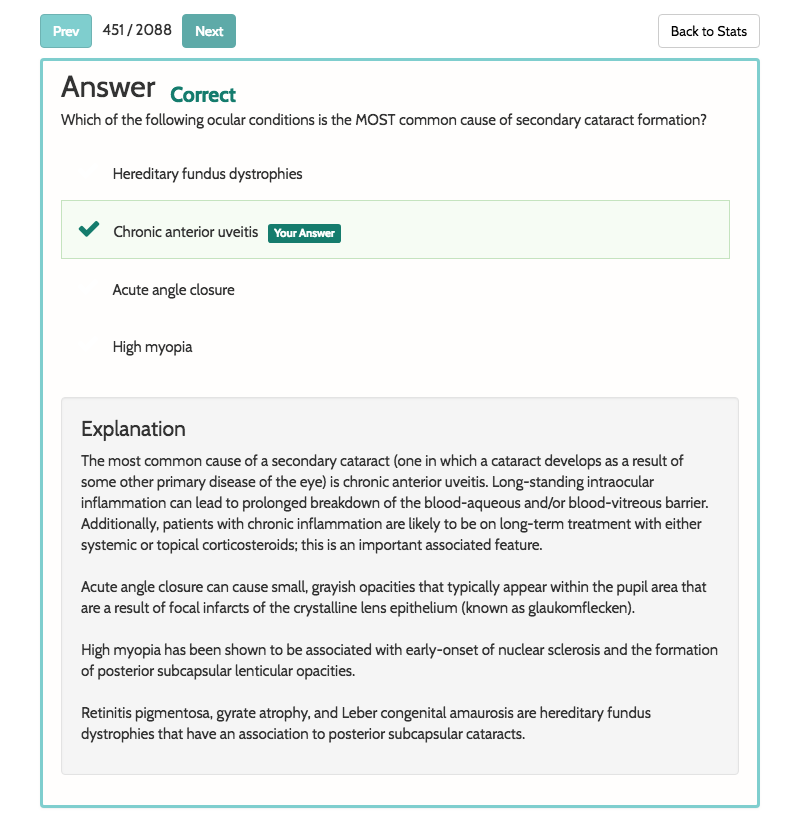 Prev 451 / 2088 Next Back to Stats
Answer Correct
Which of the following ocular conditions is the MOST common cause of secondary cataract formation?
Hereditary fundus dystrophies
Chronic anterior uveitis Your Answer
Acute angle closure
High myopia
Explanation
The most common cause of a secondary cataract (one in which a cataract develops as a result of
some other primary disease of the eye) is chronic anterior uveitis. Long-standing intraocular
inflammation can lead to prolonged breakdown of the blood-aqueous and/or blood-vitreous barrier.
Additionally, patients with chronic inflammation are likely to be on long-term treatment with either
systemic or topical corticosteroids; this is an important associated feature.
Acute angle closure can cause small, grayish opacities that typically appear within the pupil area that
are a result of focal infarcts of the crystalline lens epithelium (known as glaukomflecken).
High myopia has been shown to be associated with early-onset of nuclear sclerosis and the formation
of posterior subcapsular lenticular opacities.
Retinitis pigmentosa, gyrate atrophy, and Leber congenital amaurosis are hereditary fundus
dystrophies that have an association to posterior subcapsular cataracts.